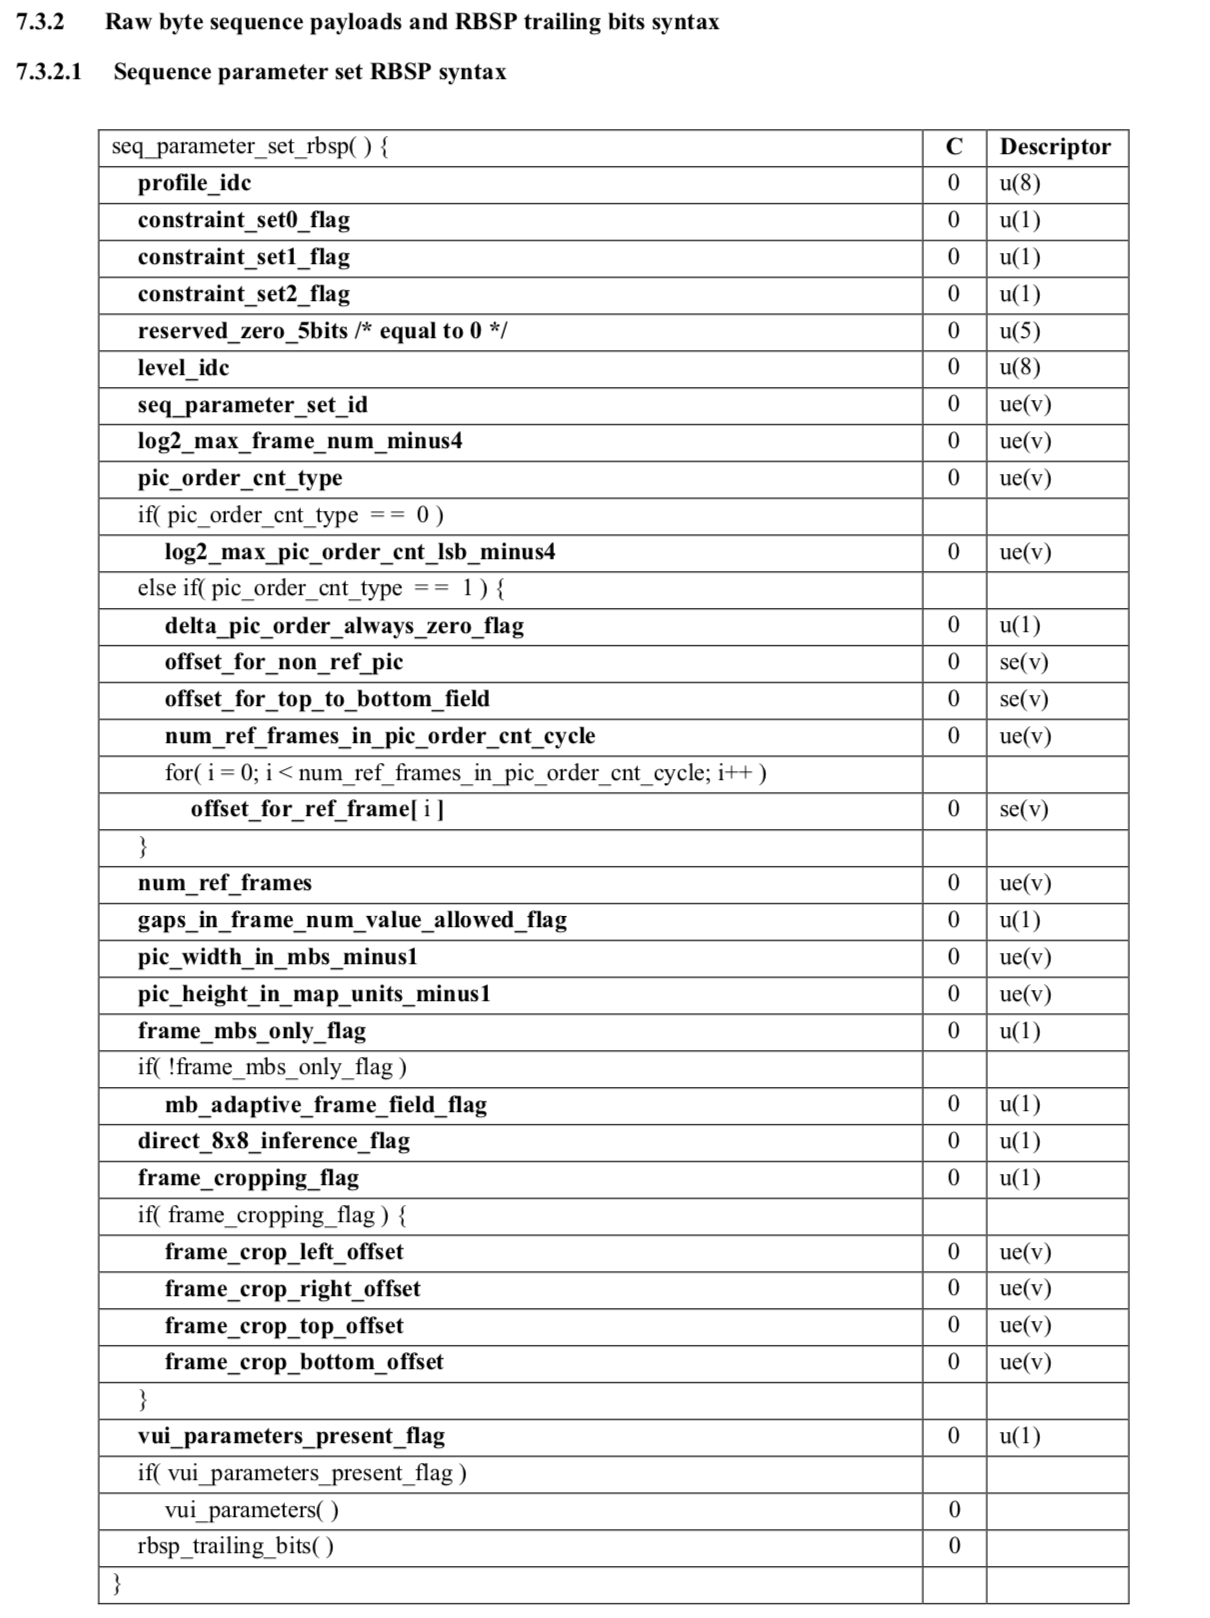 7.3.2 Raw byte sequence payloads and RBSP trailing bits syntax
7.3.2.1 Sequence parameter set RBSP syntax
seq_parameter_set_rbsp( ) { C Descriptor
profile_idc 0 u(8)
constraint_set0_flag 0 u(1)
constraint_set1_flag 0 u(1)
constraint_set2_flag 0 u(1)
reserved_zero_5bits /* equal to 0 */ 0 u(5)
level_idc 0 u(8)
seq_parameter_set_id 0 ue(v)
log2_max_frame_num_minus4 0 ue(v)
pic_order_cnt_type 0 ue(v)
if( pic_order_cnt_type = = 0 )
log2_max_pic_order_cnt_lsb_minus4 0 ue(v)
else if( pic_order_cnt_type = = 1 ) {
delta_pic_order_always_zero_flag 0 u(1)
offset_for_non_ref_pic 0 se(v)
offset_for_top_to_bottom_field 0 se(v)
num_ref_frames_in_pic_order_cnt_cycle 0 ue(v)
for( i = 0; i < num_ref_frames_in_pic_order_cnt_cycle; i++ )
offset_for_ref_frame[ i ] 0 se(v)
}
num_ref_frames 0 ue(v)
gaps_in_frame_num_value_allowed_flag 0 u(1)
pic_width_in_mbs_minus1 0 ue(v)
pic_height_in_map_units_minus1 0 ue(v)
frame_mbs_only_flag 0 u(1)
if( !frame_mbs_only_flag )
mb_adaptive_frame_field_flag 0 u(1)
direct_8x8_inference_flag 0 u(1)
frame_cropping_flag 0 u(1)
if( frame_cropping_flag ) {
frame_crop_left_offset 0 ue(v)
frame_crop_right_offset 0 ue(v)
frame_crop_top_offset 0 ue(v)
frame_crop_bottom_offset 0 ue(v)
}
vui_parameters_present_flag 0 u(1)
if( vui_parameters_present_flag )
vui_parameters( ) 0
rbsp_trailing_bits( ) 0
}